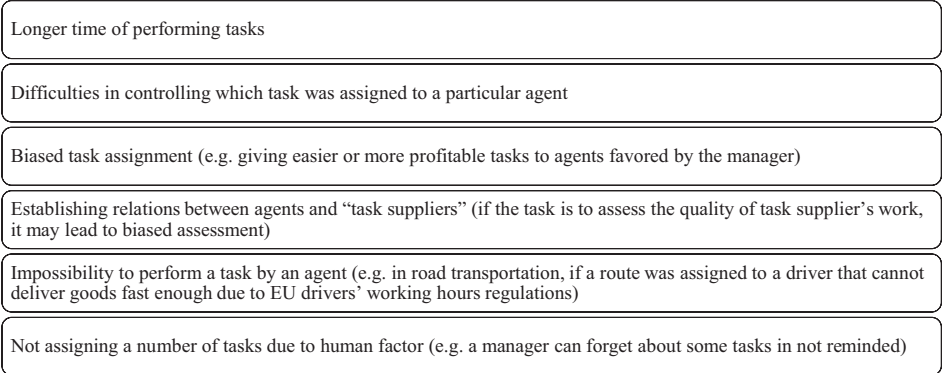 Longer time of performing tasks
Difficulties in controlling which task was assigned to a particular agent
Biased task assignment (e.g. giving easier or more profitable tasks to agents favored by the manager)
Establishing relations between agents and “task suppliers” (if the task is to assess the quality of task supplier’s work,
it may lead to biased assessment)
Impossibility to perform a task by an agent (e.g. in road transportation, if a route was assigned to a driver that cannot
deliver goods fast enough due to EU drivers’ working hours regulations)
Not assigning a number of tasks due to human factor (e.g. a manager can forget about some tasks in not reminded)